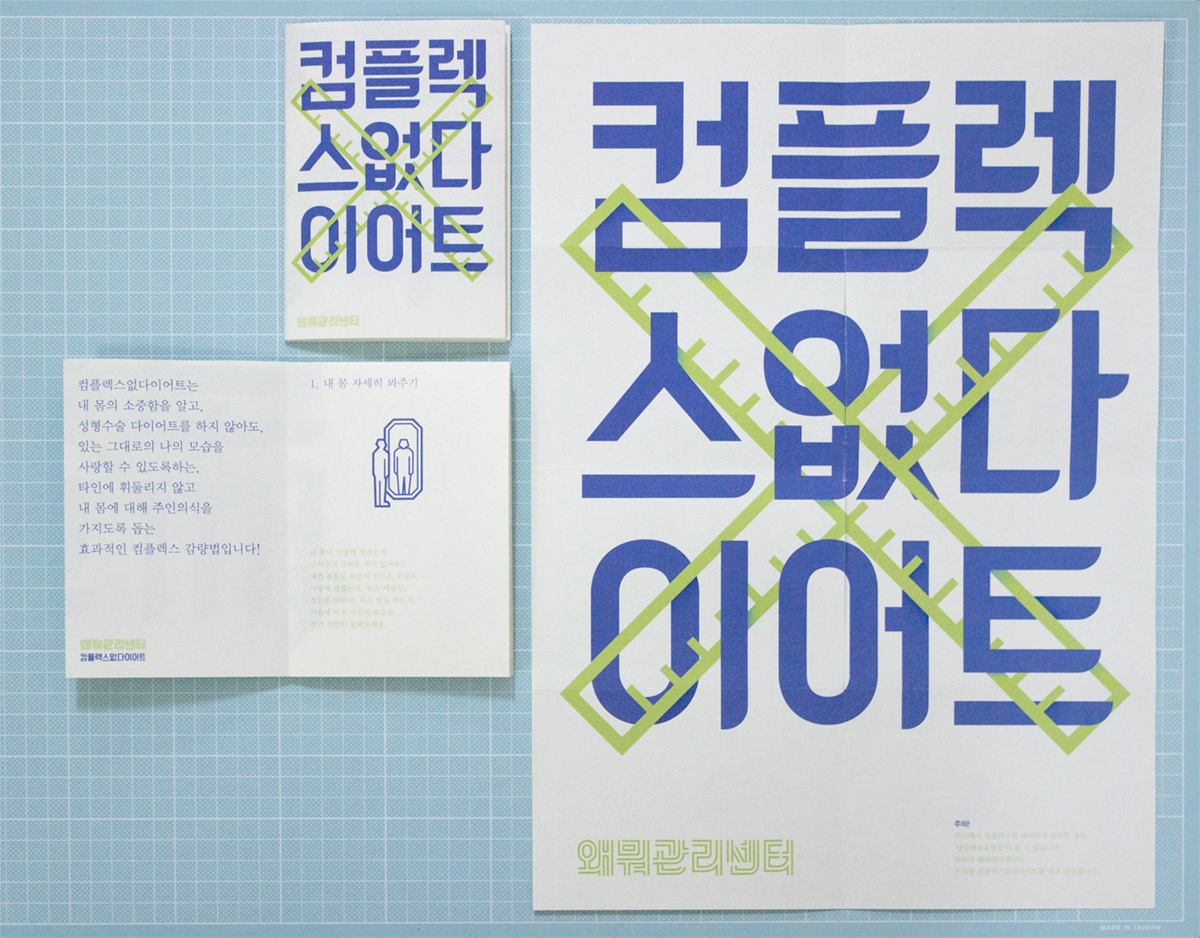 컴플렉
스없다
이어트
왜뭐관리센터
컴플렉스없다이어트는
내 몸의 소중함을 알고,
성형수술 다이어트를 하지 않아도,
있는 그대로의 나의 모습을
사랑할 수 있도록하는,
타인에 휘둘리지 않고
내 몸에 대해 주인의식을
가지도록 돕는
효과적인 컴플렉스 감량법입니다!
왜뭐관리센터
컴플렉스없다이어트
1. 내 몸 자세히 봐주기
컴플렉
스없다
이어트
왜뭐관리센터
주의!
MADE IN TAIWAN